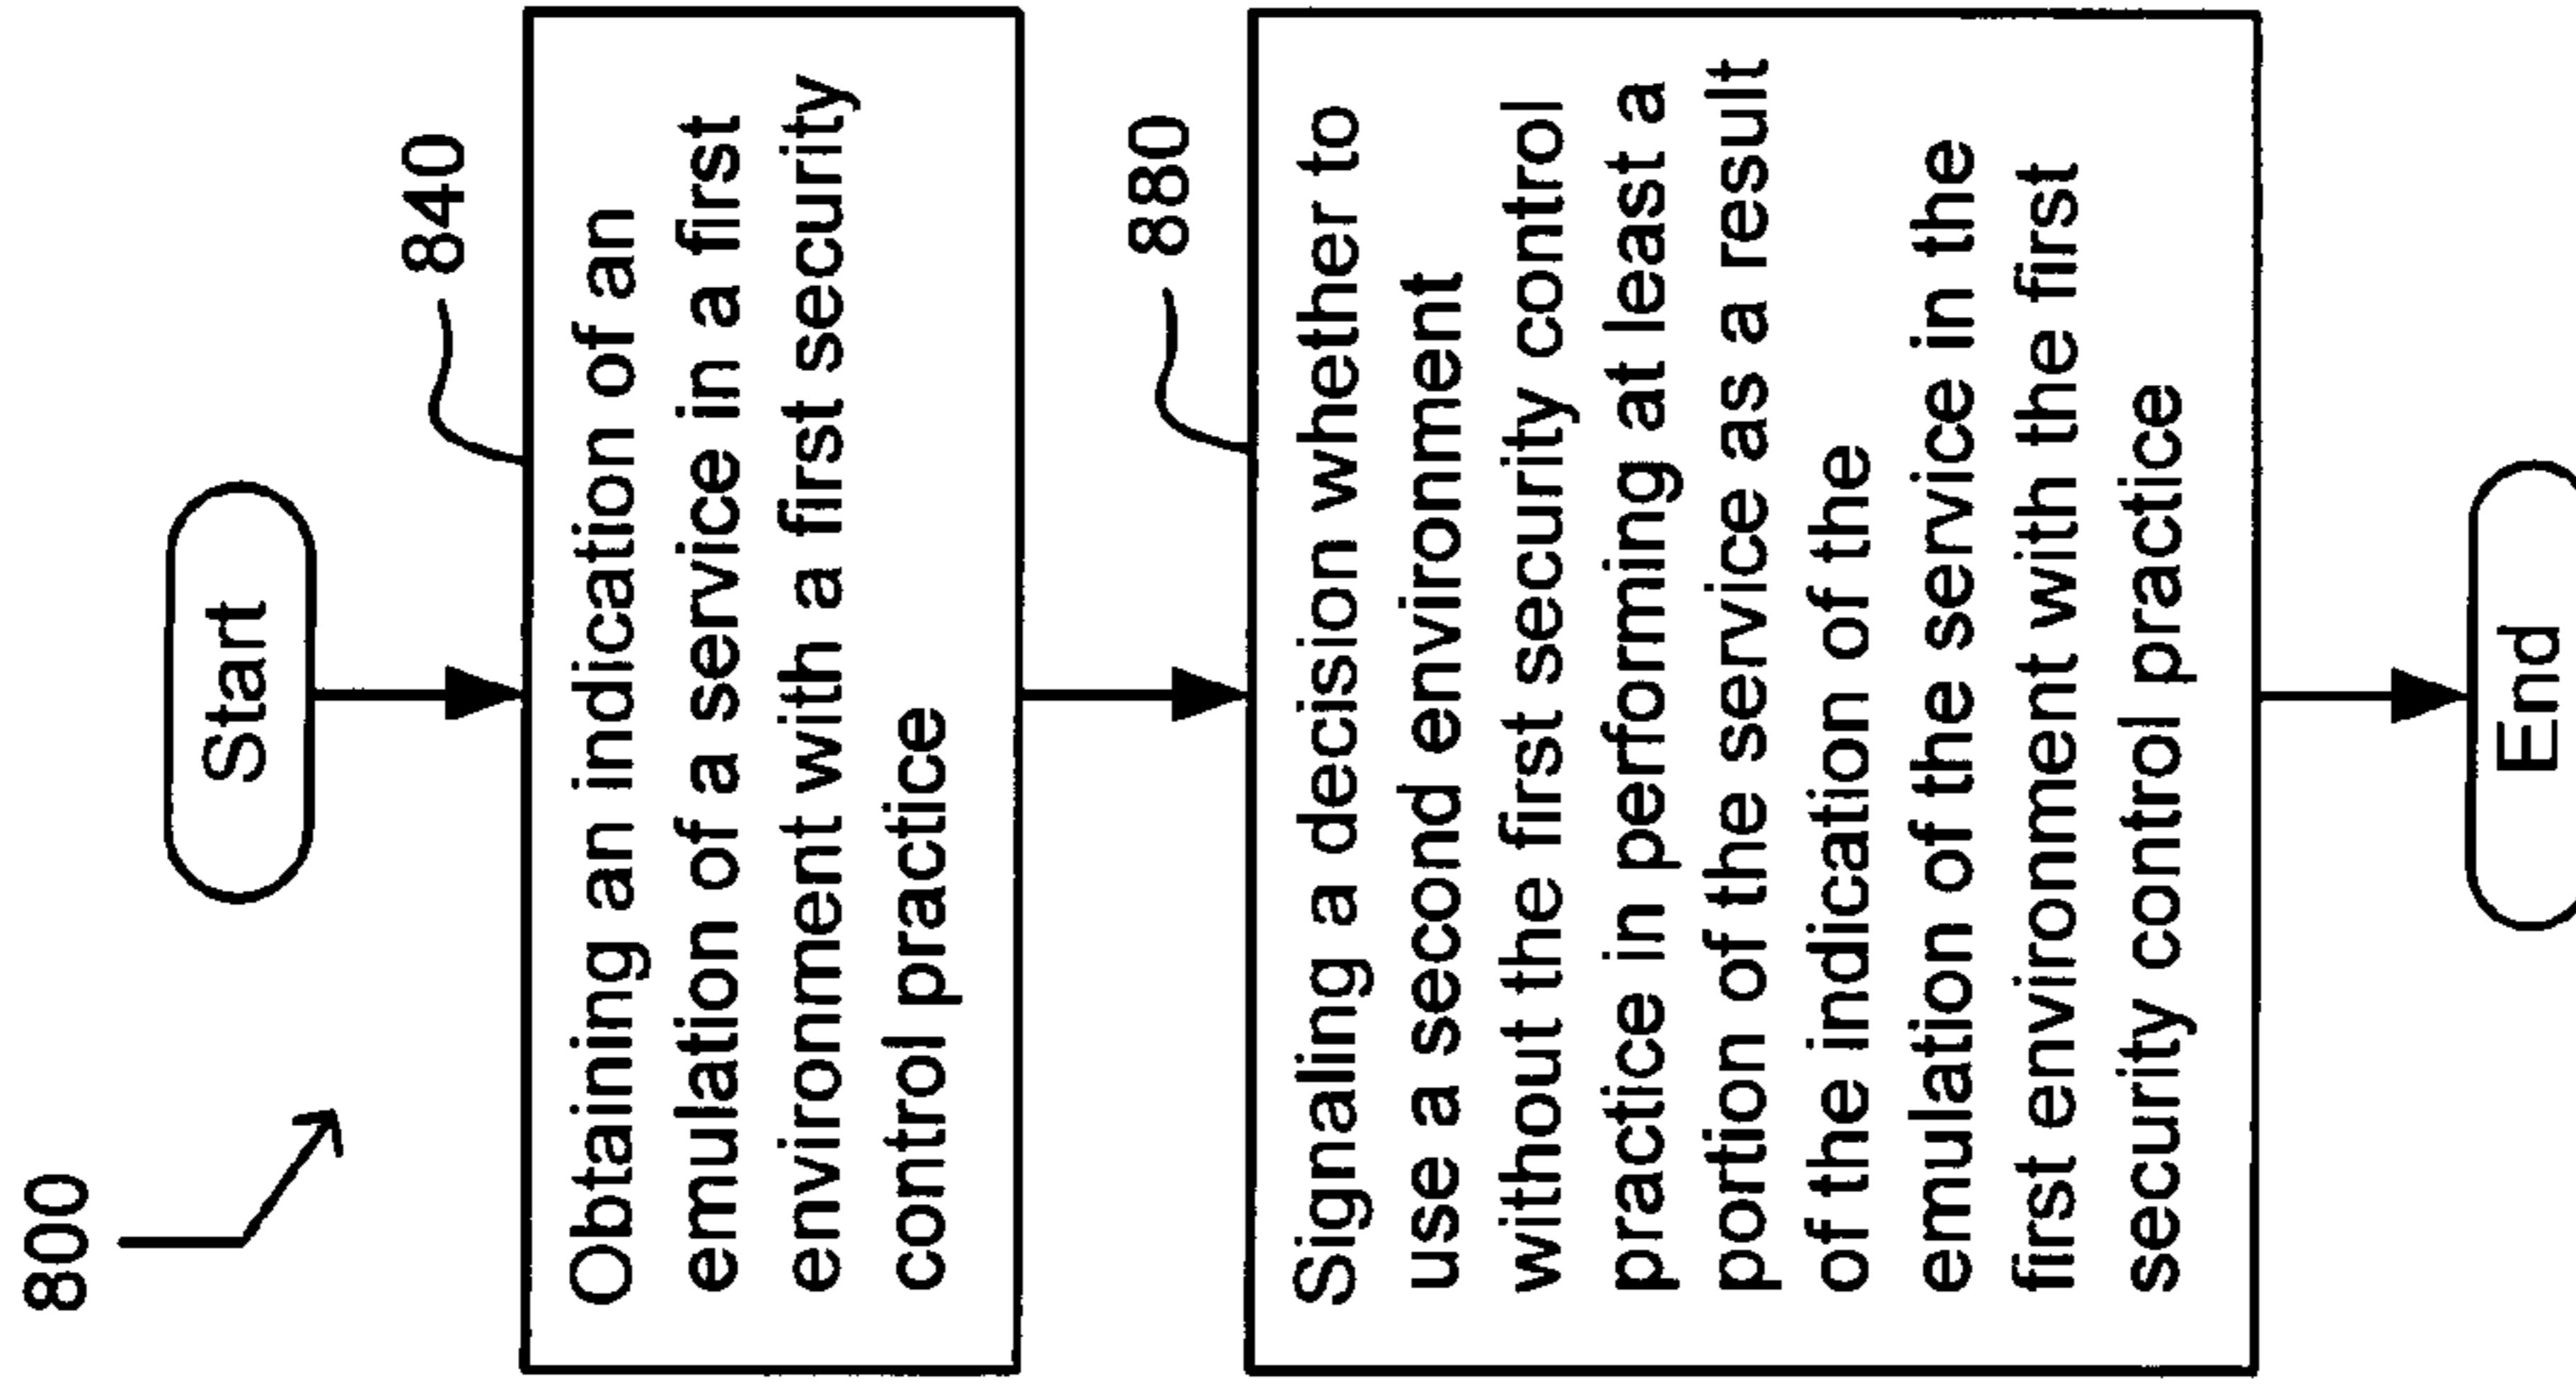 800
Start
840
Obtaining an indication of an
emulation of a service in a first
environment with a first security
control practice
880
Signaling a decision whether to
use a second environment
without the first security control
practice in performing at least a
portion of the service as a result
of the indication of the
emulation of the service in the
first environment with the first
security control practice
End